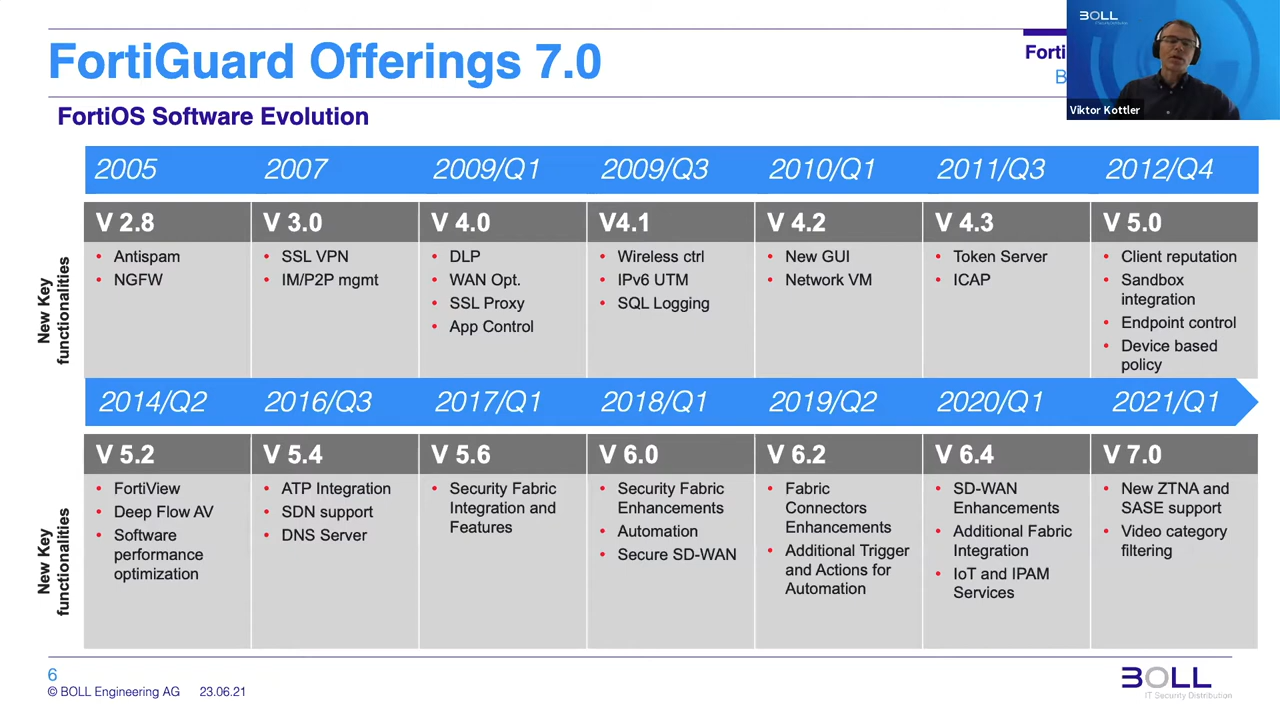 FortiGuard Offerings 7.0
Forti
B
BOLL
Viktor Kottler
FortiOS Software Evolution
2005
2007
2009/Q1
2009/Q3
2010/Q1
2011/Q3
2012/Q4
New Key
functionalities
V 2.8
• Antispam
• NGFW
V 3.0
• SSL VPN
• IM/P2P mgmt
V 4.0
• DLP
• WAN Opt.
• SSL Proxy
• App Control
V4.1
• Wireless ctrl
• IPv6 UTM
• SQL Logging
V 4.2
• New GUI
• Network VM
V 4.3
• Token Server
• ICAP
V 5.0
• Client reputation
• Sandbox
integration
• Endpoint control
• Device based
policy
2014/Q2
2016/Q3
2017/Q1
2018/Q1
2019/Q2
2020/Q1
2021/Q1
New Key
functionalities
V 5.2
• FortiView
• Deep Flow AV
• Software
performance
optimization
V 5.4
• ATP Integration
• SDN support
• DNS Server
V 5.6
• Security Fabric
Integration and
Features
V 6.0
• Security Fabric
Enhancements
• Automation
• Secure SD-WAN
V 6.2
• Fabric
Connectors
Enhancements
• Additional Trigger
and Actions for
Automation
V 6.4
• SD-WAN
Enhancements
• Additional Fabric
Integration
• IoT and IPAM
Services
V 7.0
• New ZTNA and
SASE support
• Video category
filtering
6
© BOLL Engineering AG 23.06.21
BOLL
IT Security Distribution